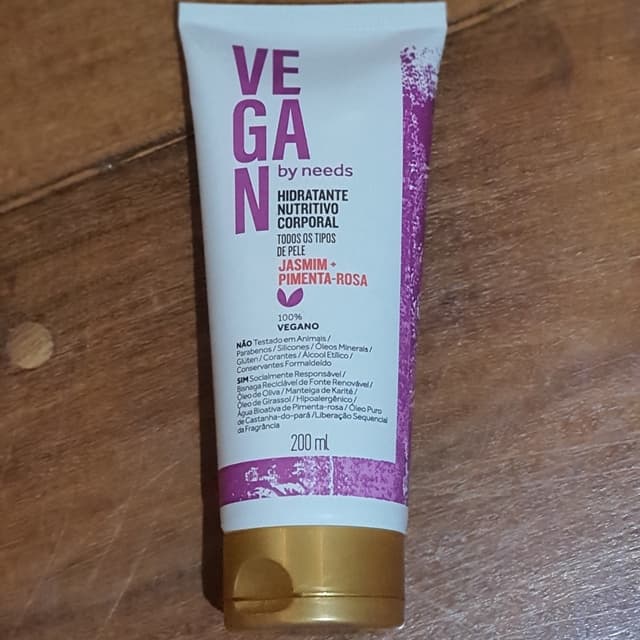 VE
GA
N
by needs
HIDRATANTE
NUTRITIVO
CORPORAL
TODOS OS TIPOS
DE PELE
JASMIM +
PIMENTA-ROSA
100%
VEGANO
NÃO Testado em Animais /
Parabenos / Silicones / Óleos Minerais /
Glúten / Corantes / Álcool Etílico /
Conservantes Formaldeído
SIM Socialmente Responsável /
Bisnaga Reciclável de Fonte Renovável /
Óleo de Oliva / Manteiga de Karité /
Óleo de Girassol / Hipoalergênico /
Água Bioativa de Pimenta-rosa / Óleo Puro
de Castanha-do-pará / Liberação Sequencial
da Fragrância
200 ml